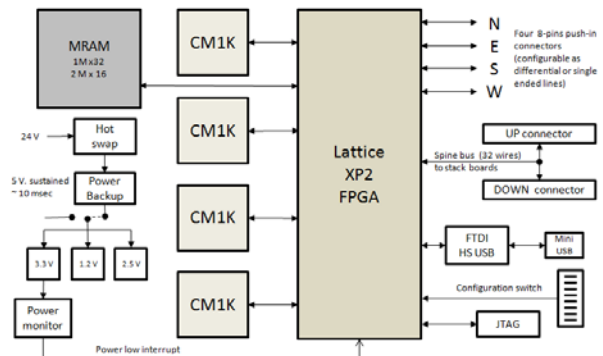 MRAM
1M x32
2 M x 16
CM1K
CM1K
CM1K
CM1K
Lattice
XP2
FPGA
N
E
S
W
Four 8-pins push-in
connectors
(configurable as
differential or single
ended lines)
24 V
Hot
swap
5 V. sustained
~ 10 msec
Power
Backup
3.3 V
1.2 V
2.5 V
Power
monitor
Power low interrupt
UP connector
Spine bus (32 wires)
to stack boards
DOWN connector
FTDI
HS USB
Mini
USB
Configuration switch
JTAG